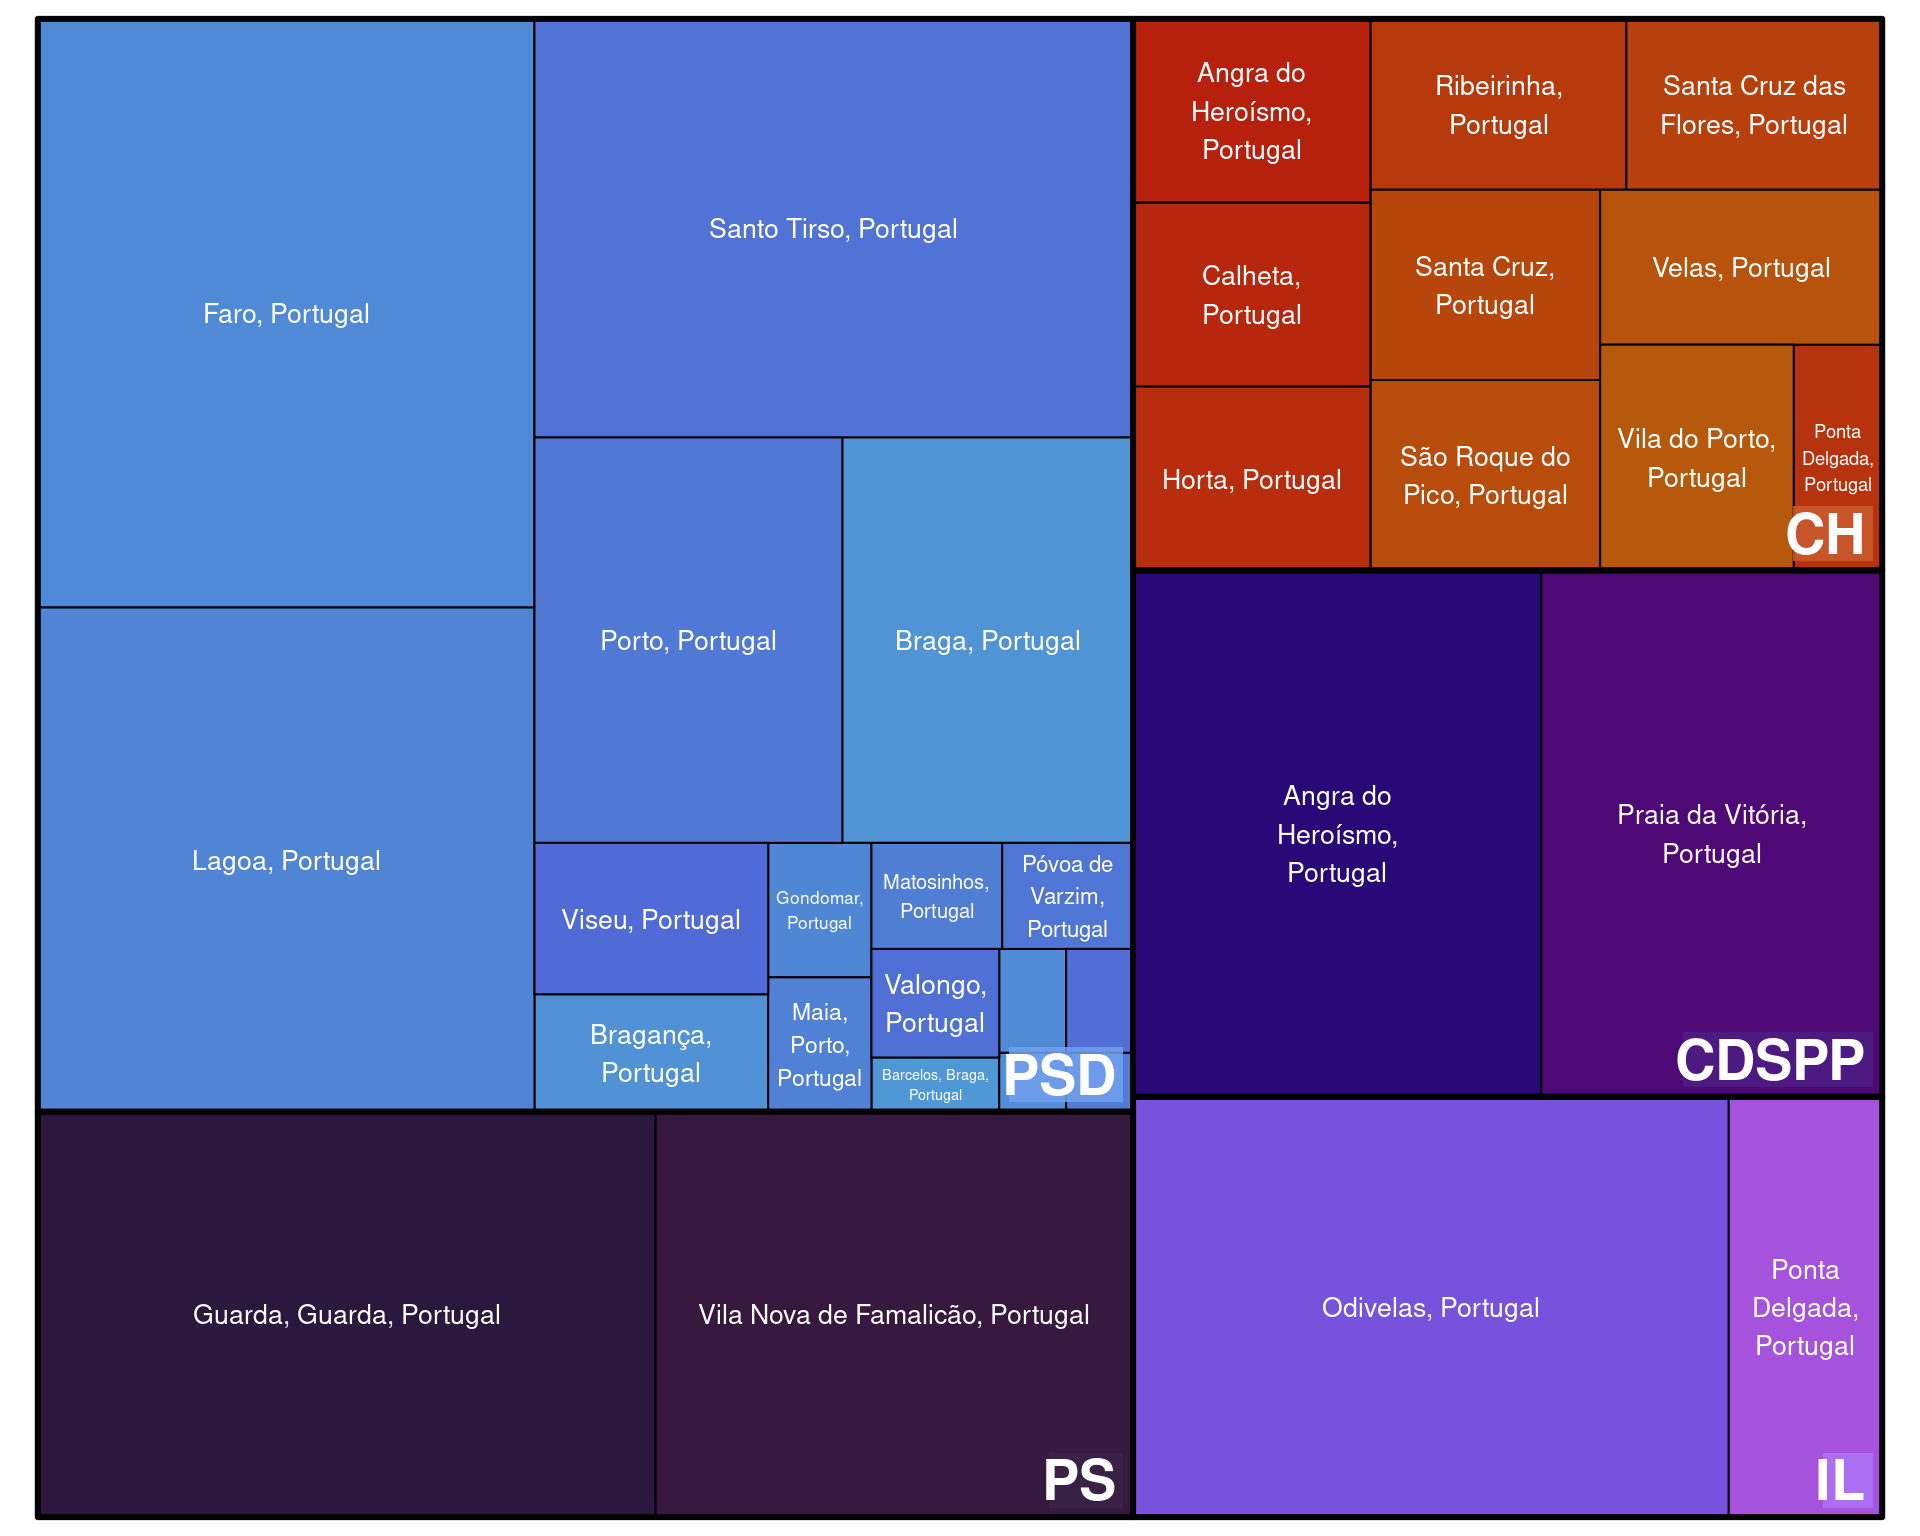 Faro, Portugal
Lagoa, Portugal
Santo Tirso, Portugal
Porto, Portugal
Braga, Portugal
Viseu, Portugal
Bragança,
Portugal
Gondomar,
Portugal
Maia,
Porto,
Portugal
Matosinhos,
Portugal
Póvoa de
Varzim,
Portugal
Valongo,
Portugal
Barcelos, Braga,
Portugal
PSD
Guarda, Guarda, Portugal
Vila Nova de Famalicão, Portugal
PS
Angra do
Heroísmo,
Portugal
Calheta,
Portugal
Horta, Portugal
Ribeirinha,
Portugal
Santa Cruz das
Flores, Portugal
Santa Cruz,
Portugal
São Roque do
Pico, Portugal
Velas, Portugal
Vila do Porto,
Portugal
Ponta
Delgada,
Portugal
CH
Angra do
Heroísmo,
Portugal
Praia da Vitória,
Portugal
CDSPP
Odivelas, Portugal
Ponta
Delgada,
Portugal
IL